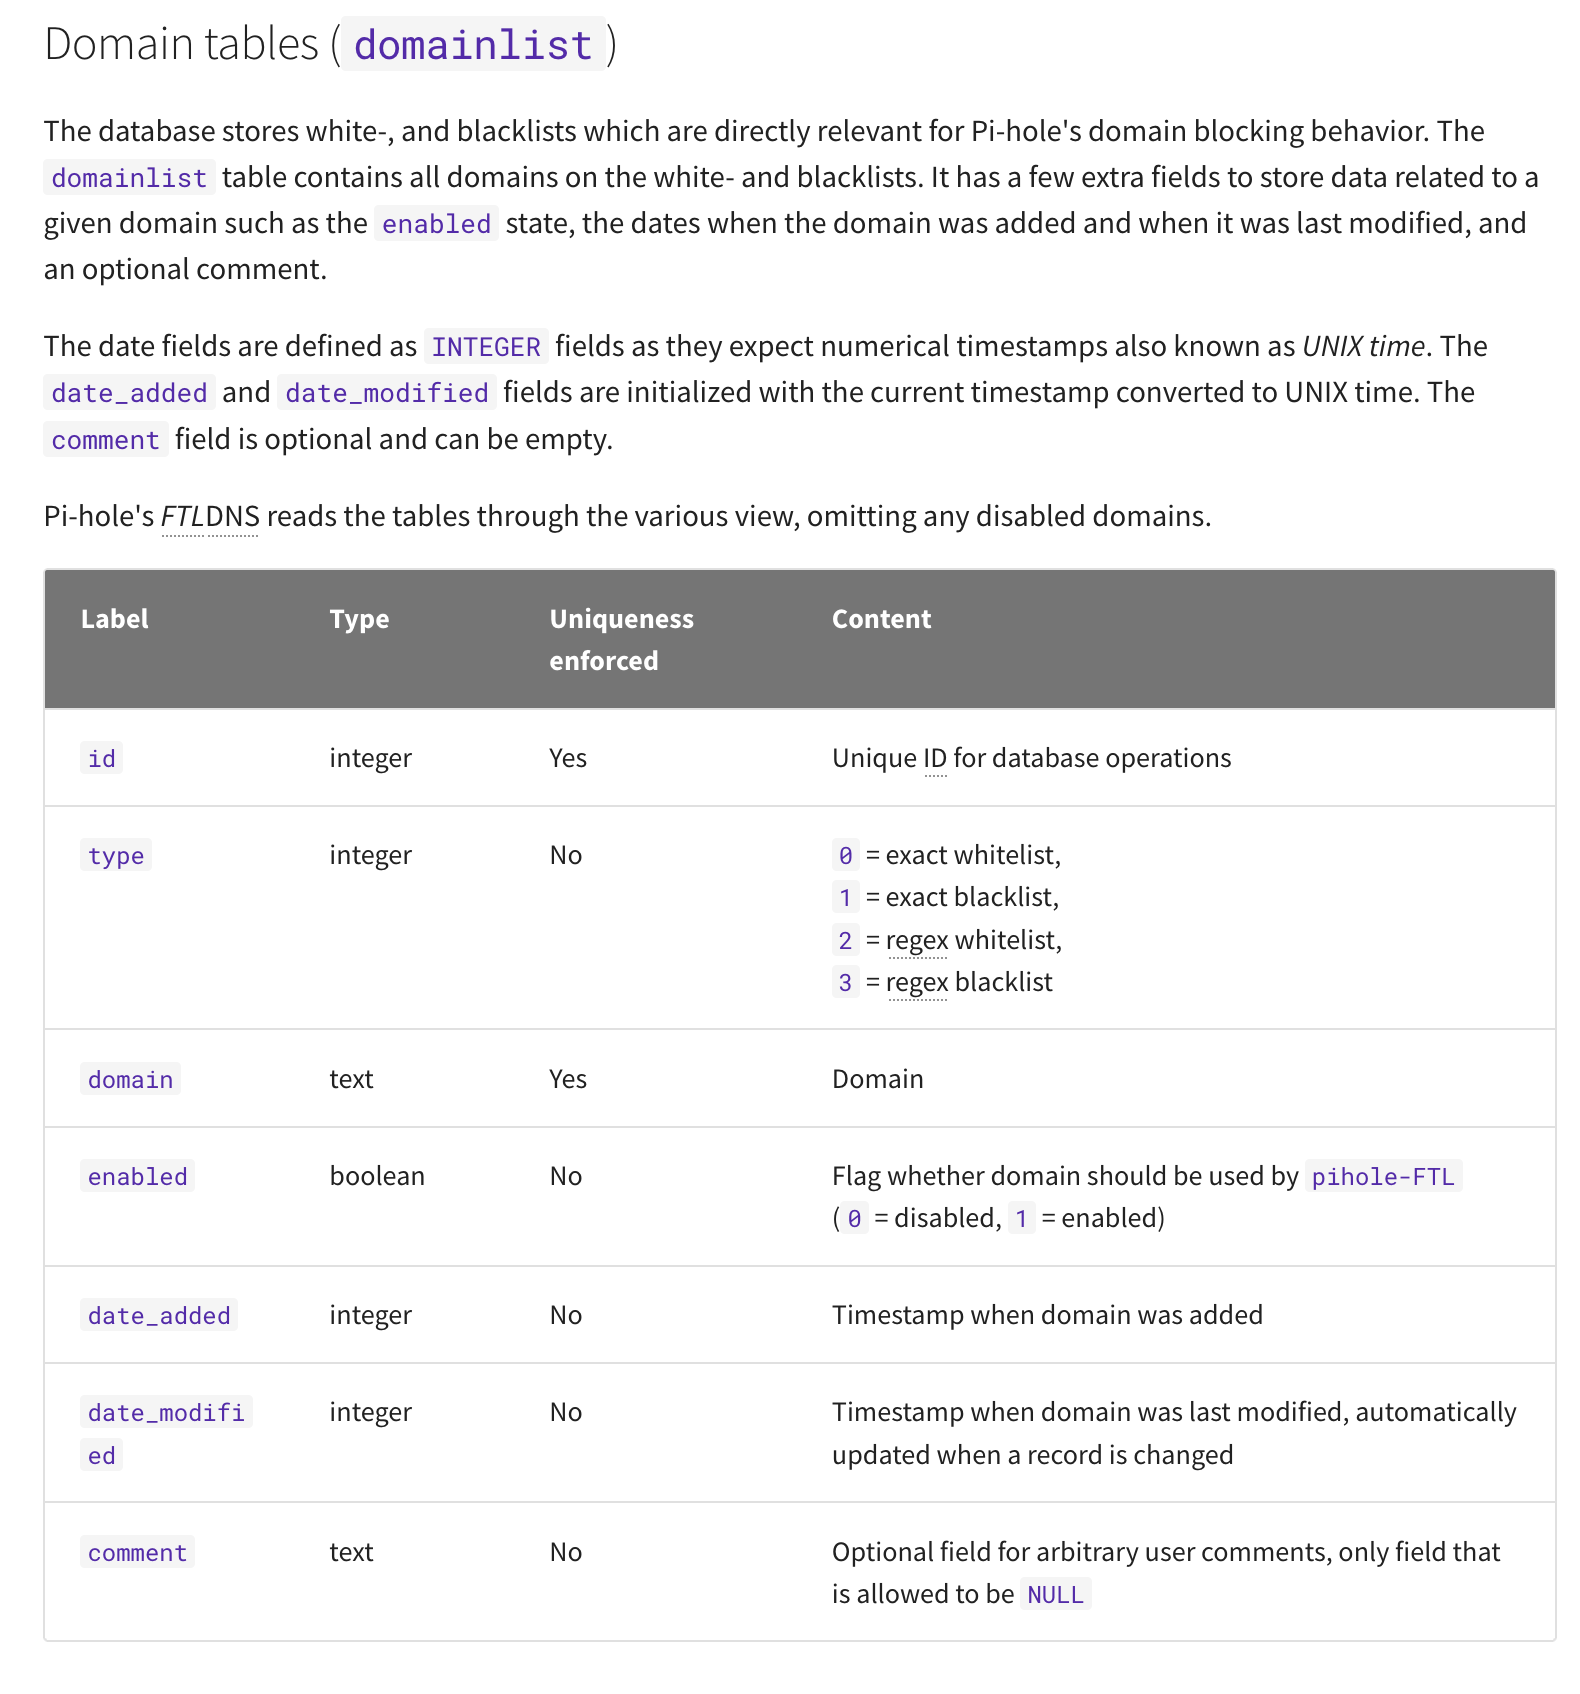 Domain tables (domainlist)
The database stores white-, and blacklists which are directly relevant for Pi-hole's domain blocking behavior. The
domainlist table contains all domains on the white- and blacklists. It has a few extra fields to store data related to a
given domain such as the enabled state, the dates when the domain was added and when it was last modified, and
an optional comment.
The date fields are defined as INTEGER fields as they expect numerical timestamps also known as UNIX time. The
date_added and date_modified fields are initialized with the current timestamp converted to UNIX time. The
comment field is optional and can be empty.
Pi-hole's FTLDNS reads the tables through the various view, omitting any disabled domains.
Label Type Uniqueness enforced Content
id integer Yes Unique ID for database operations
type integer No 0 = exact whitelist,
1 = exact blacklist,
2 = regex whitelist,
3 = regex blacklist
domain text Yes Domain
enabled boolean No Flag whether domain should be used by pihole-FTL
(0 = disabled, 1 = enabled)
date_added integer No Timestamp when domain was added
date_modifi integer No Timestamp when domain was last modified, automatically
ed updated when a record is changed
comment text No Optional field for arbitrary user comments, only field that
is allowed to be NULL